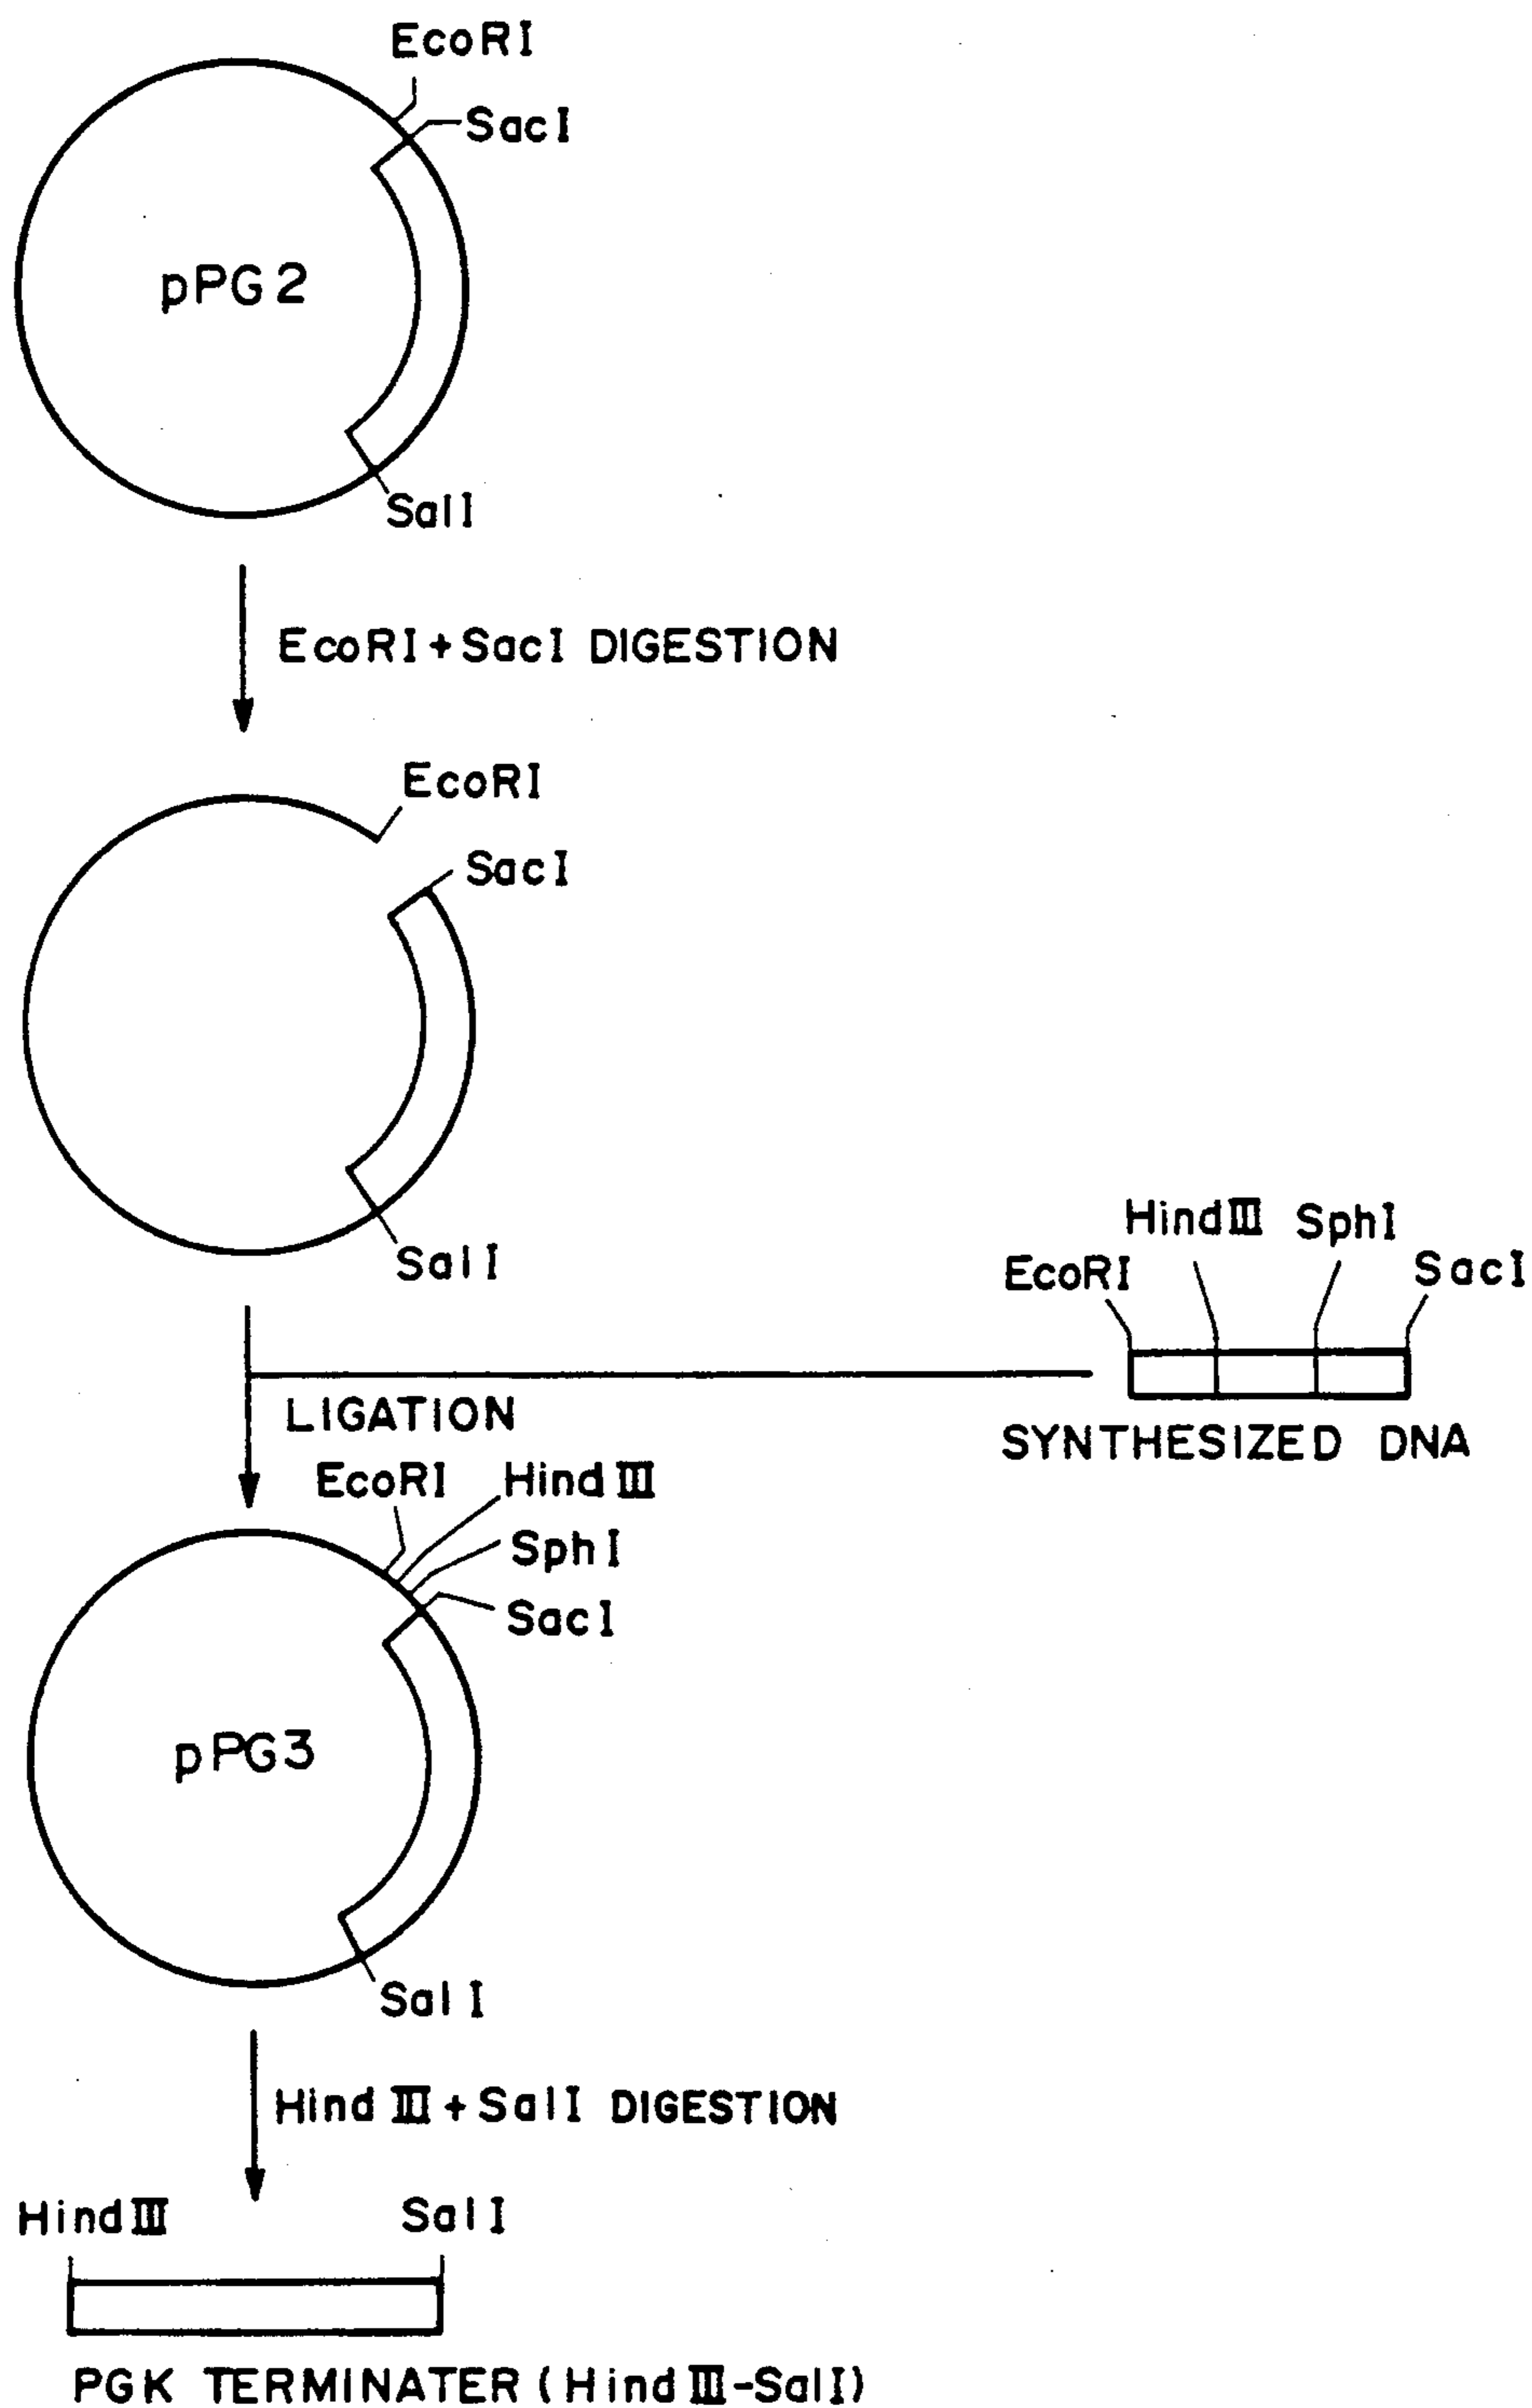 EcoRI
SacI
pPG2
SalI
EcoRI+SacI DIGESTION
EcoRI
SacI
SalI
HindIII SphI
EcoRI SacI
SYNTHESIZED DNA
LIGATION
EcoRI HindIII
SphI
SacI
pPG3
SalI
HindIII+SalI DIGESTION
HindIII SalI
PGK TERMINATER (HindIII-SalI)